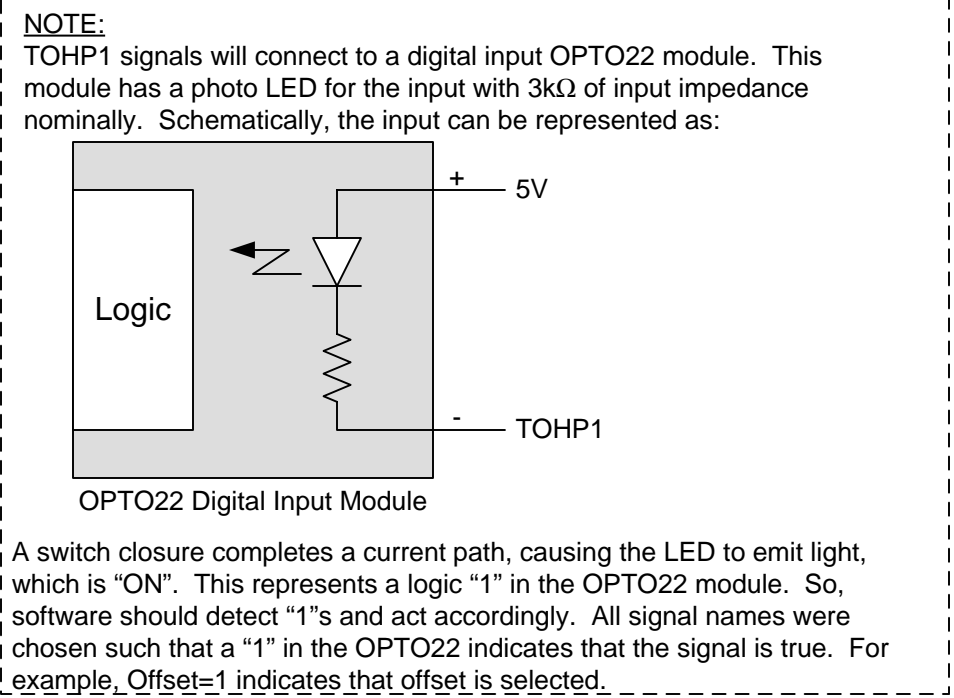 NOTE:
TOHP1 signals will connect to a digital input OPTO22 module.  This
module has a photo LED for the input with 3kΩ of input impedance
nominally.  Schematically, the input can be represented as:
+
5V
Logic
-
TOHP1
OPTO22 Digital Input Module
A switch closure completes a current path, causing the LED to emit light,
which is “ON”.  This represents a logic “1” in the OPTO22 module.  So,
software should detect “1”s and act accordingly.  All signal names were
chosen such that a “1” in the OPTO22 indicates that the signal is true.  For
example, Offset=1 indicates that offset is selected.